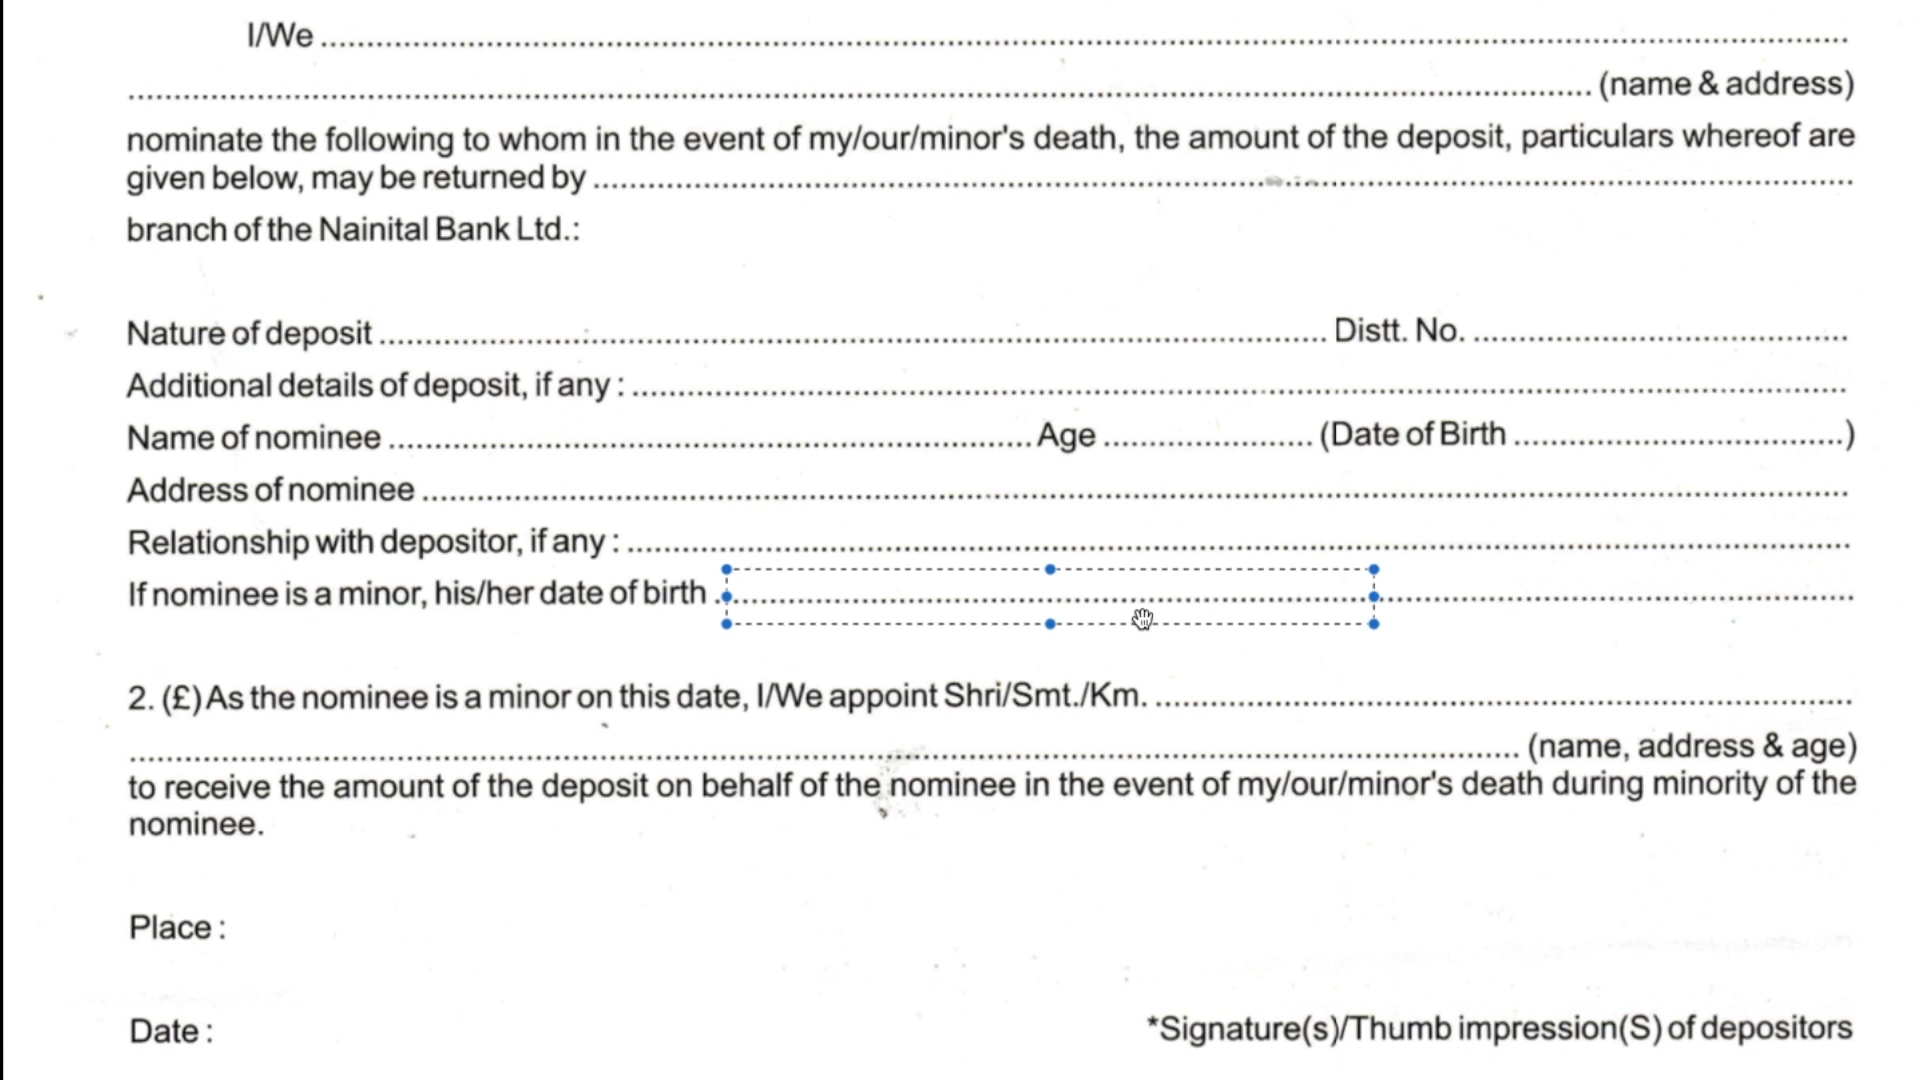 I/We ........................................................................
........................................................................ (name & address)
nominate the following to whom in the event of my/our/minor's death, the amount of the deposit, particulars whereof are
given below, may be returned by ........................................................................
branch of the Nainital Bank Ltd.:
Nature of deposit ........................................................ Distt. No. ................................
Additional details of deposit, if any : ........................................................................
Name of nominee ........................................ Age .................... (Date of Birth ..............................)
Address of nominee ........................................................................
Relationship with depositor, if any : ........................................................................
If nominee is a minor, his/her date of birth ........................................................................
2. (£) As the nominee is a minor on this date, I/We appoint Shri/Smt./Km. ................................................
........................................................................ (name, address & age)
to receive the amount of the deposit on behalf of the nominee in the event of my/our/minor's death during minority of the
nominee.
Place :
Date :
*Signature(s)/Thumb impression(S) of depositors